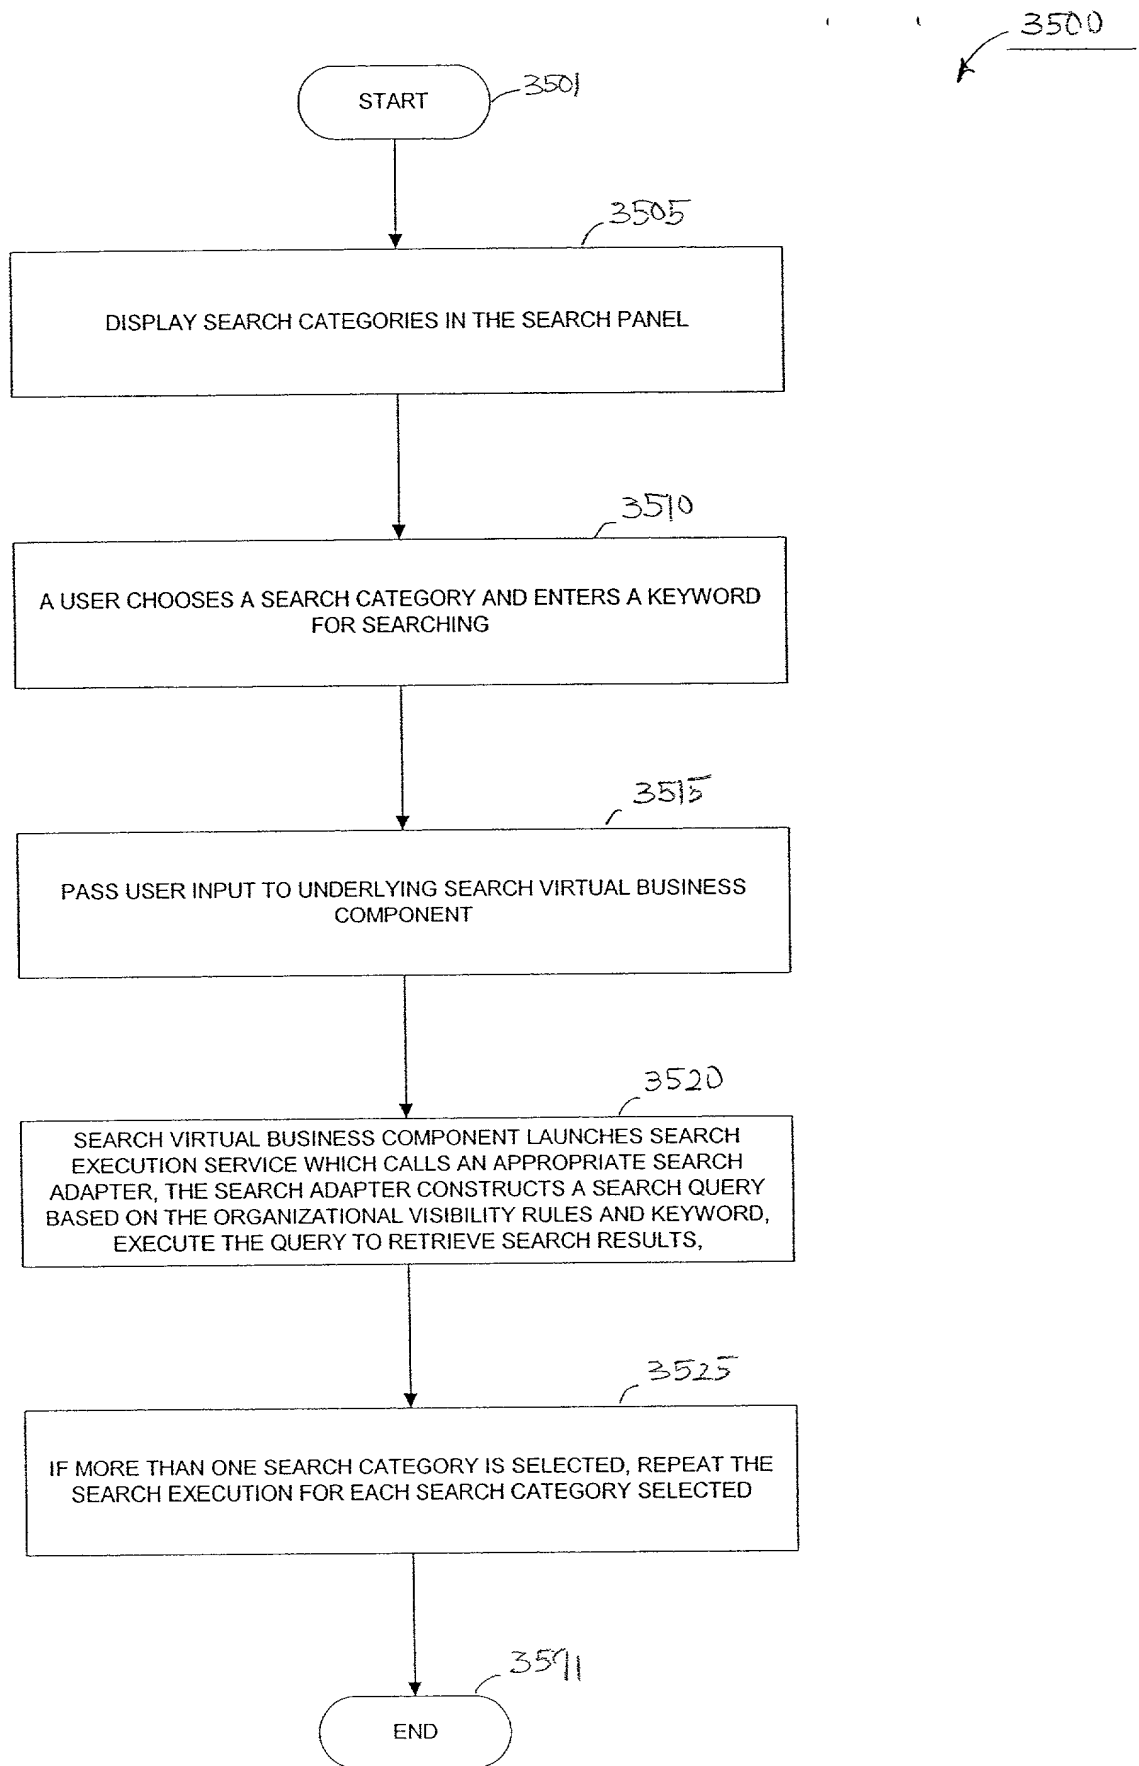 3500
START
3501
3505
DISPLAY SEARCH CATEGORIES IN THE SEARCH PANEL
3510
A USER CHOOSES A SEARCH CATEGORY AND ENTERS A KEYWORD
FOR SEARCHING
3515
PASS USER INPUT TO UNDERLYING SEARCH VIRTUAL BUSINESS
COMPONENT
3520
SEARCH VIRTUAL BUSINESS COMPONENT LAUNCHES SEARCH
EXECUTION SERVICE WHICH CALLS AN APPROPRIATE SEARCH
ADAPTER, THE SEARCH ADAPTER CONSTRUCTS A SEARCH QUERY
BASED ON THE ORGANIZATIONAL VISIBILITY RULES AND KEYWORD,
EXECUTE THE QUERY TO RETRIEVE SEARCH RESULTS,
3525
IF MORE THAN ONE SEARCH CATEGORY IS SELECTED, REPEAT THE
SEARCH EXECUTION FOR EACH SEARCH CATEGORY SELECTED
END